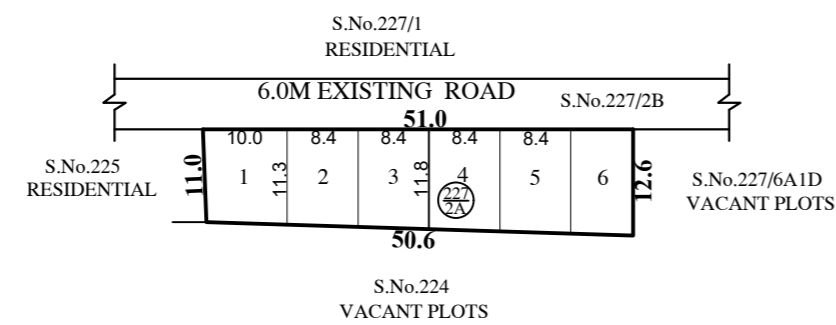 S.No.227/1
RESIDENTIAL
6.0M EXISTING ROAD
S.No.227/2B
51.0
10.0 8.4 8.4 8.4 8.4
S.No.225
RESIDENTIAL
11.0
1 11.3 2 3 11.8 4 5 6
227
2A
12.6
S.No.227/6A1D
VACANT PLOTS
50.6
S.No.224
VACANT PLOTS